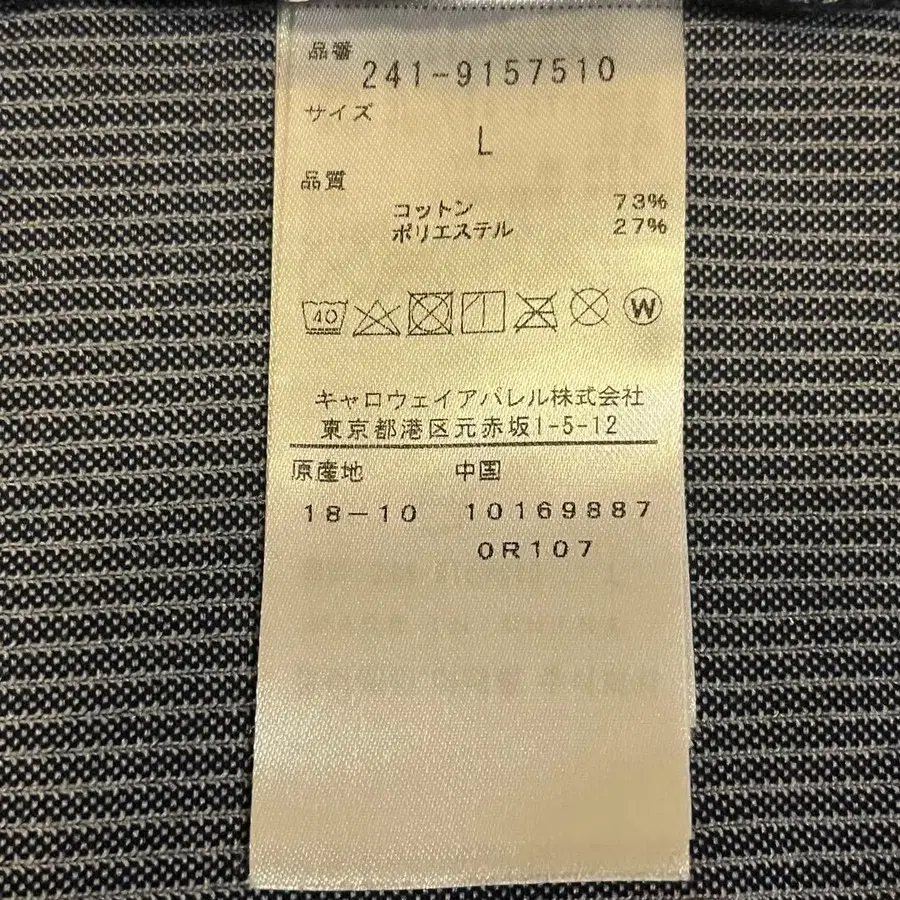 品番
241-9157510
サイズ
L
品質
コットン 73%
ポリエステル 27%
40 W
キャロウェイアパレル株式会社
東京都港区元赤坂1-5-12
原産地 中国
18-10 10169887
0R107